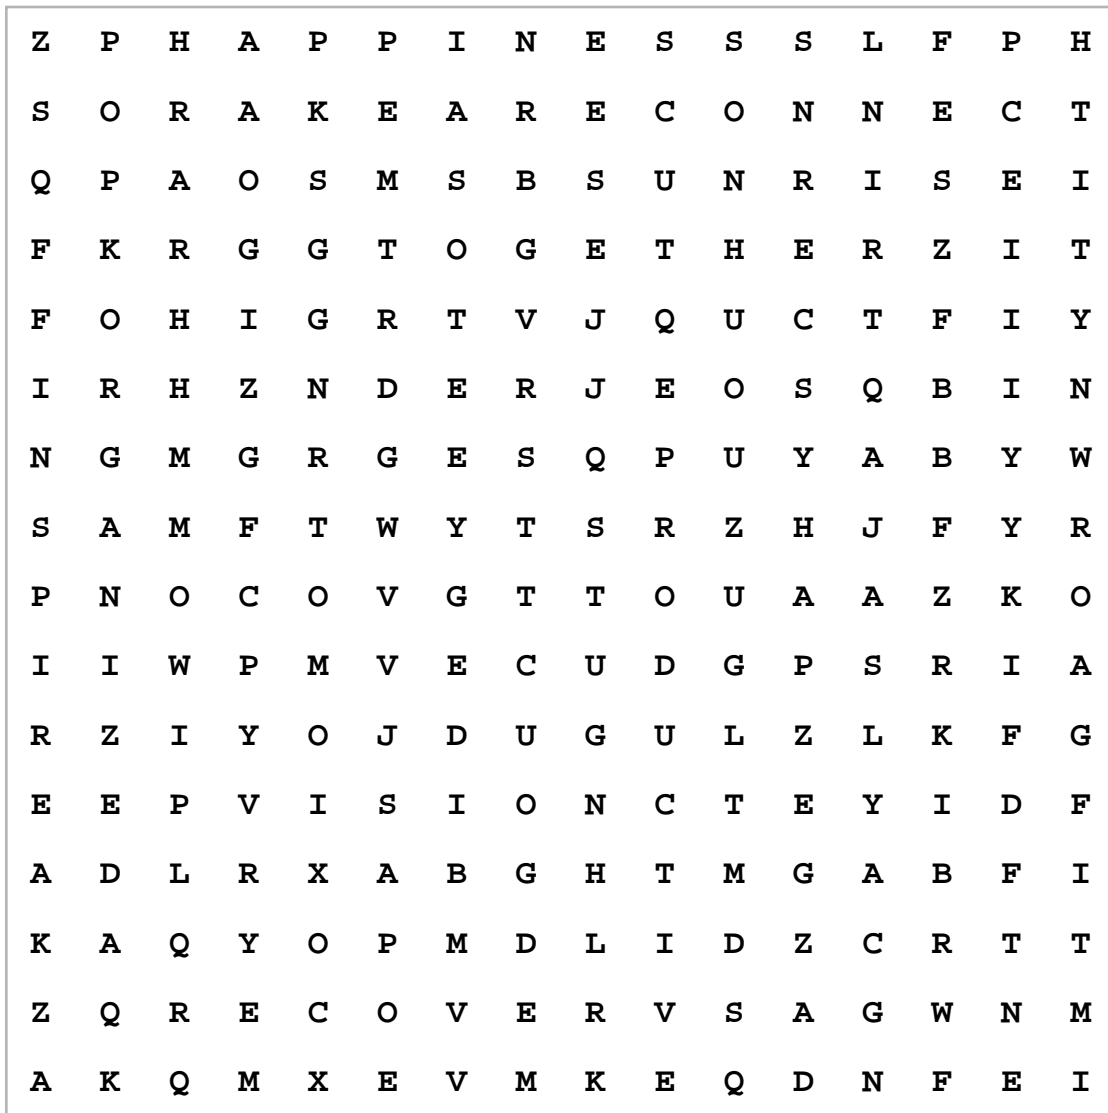 Z P H A P P I N E S S S L F P H
S O R A K E A R E C O N N E C T
Q P A O S M S B S U N R I S E I
F K R G G T O G E T H E R Z I T
F O H I G R T V J Q U C T F I Y
I R H Z N D E R J E O S Q B I N
N G M G R G E S Q P U Y A B Y W
S A M F T W Y T S R Z H J F Y R
P N O C O V G T T O U A A Z K O
I I W P M V E C U D G P S R I A
R Z I Y O J D U G U L Z L K F G
E E P V I S I O N C T E Y I D F
A D L R X A B G H T M G A B F I
K A Q Y O P M D L I D Z C R T T
Z Q R E C O V E R V S A G W N M
A K Q M X E V M K E Q D N F E I